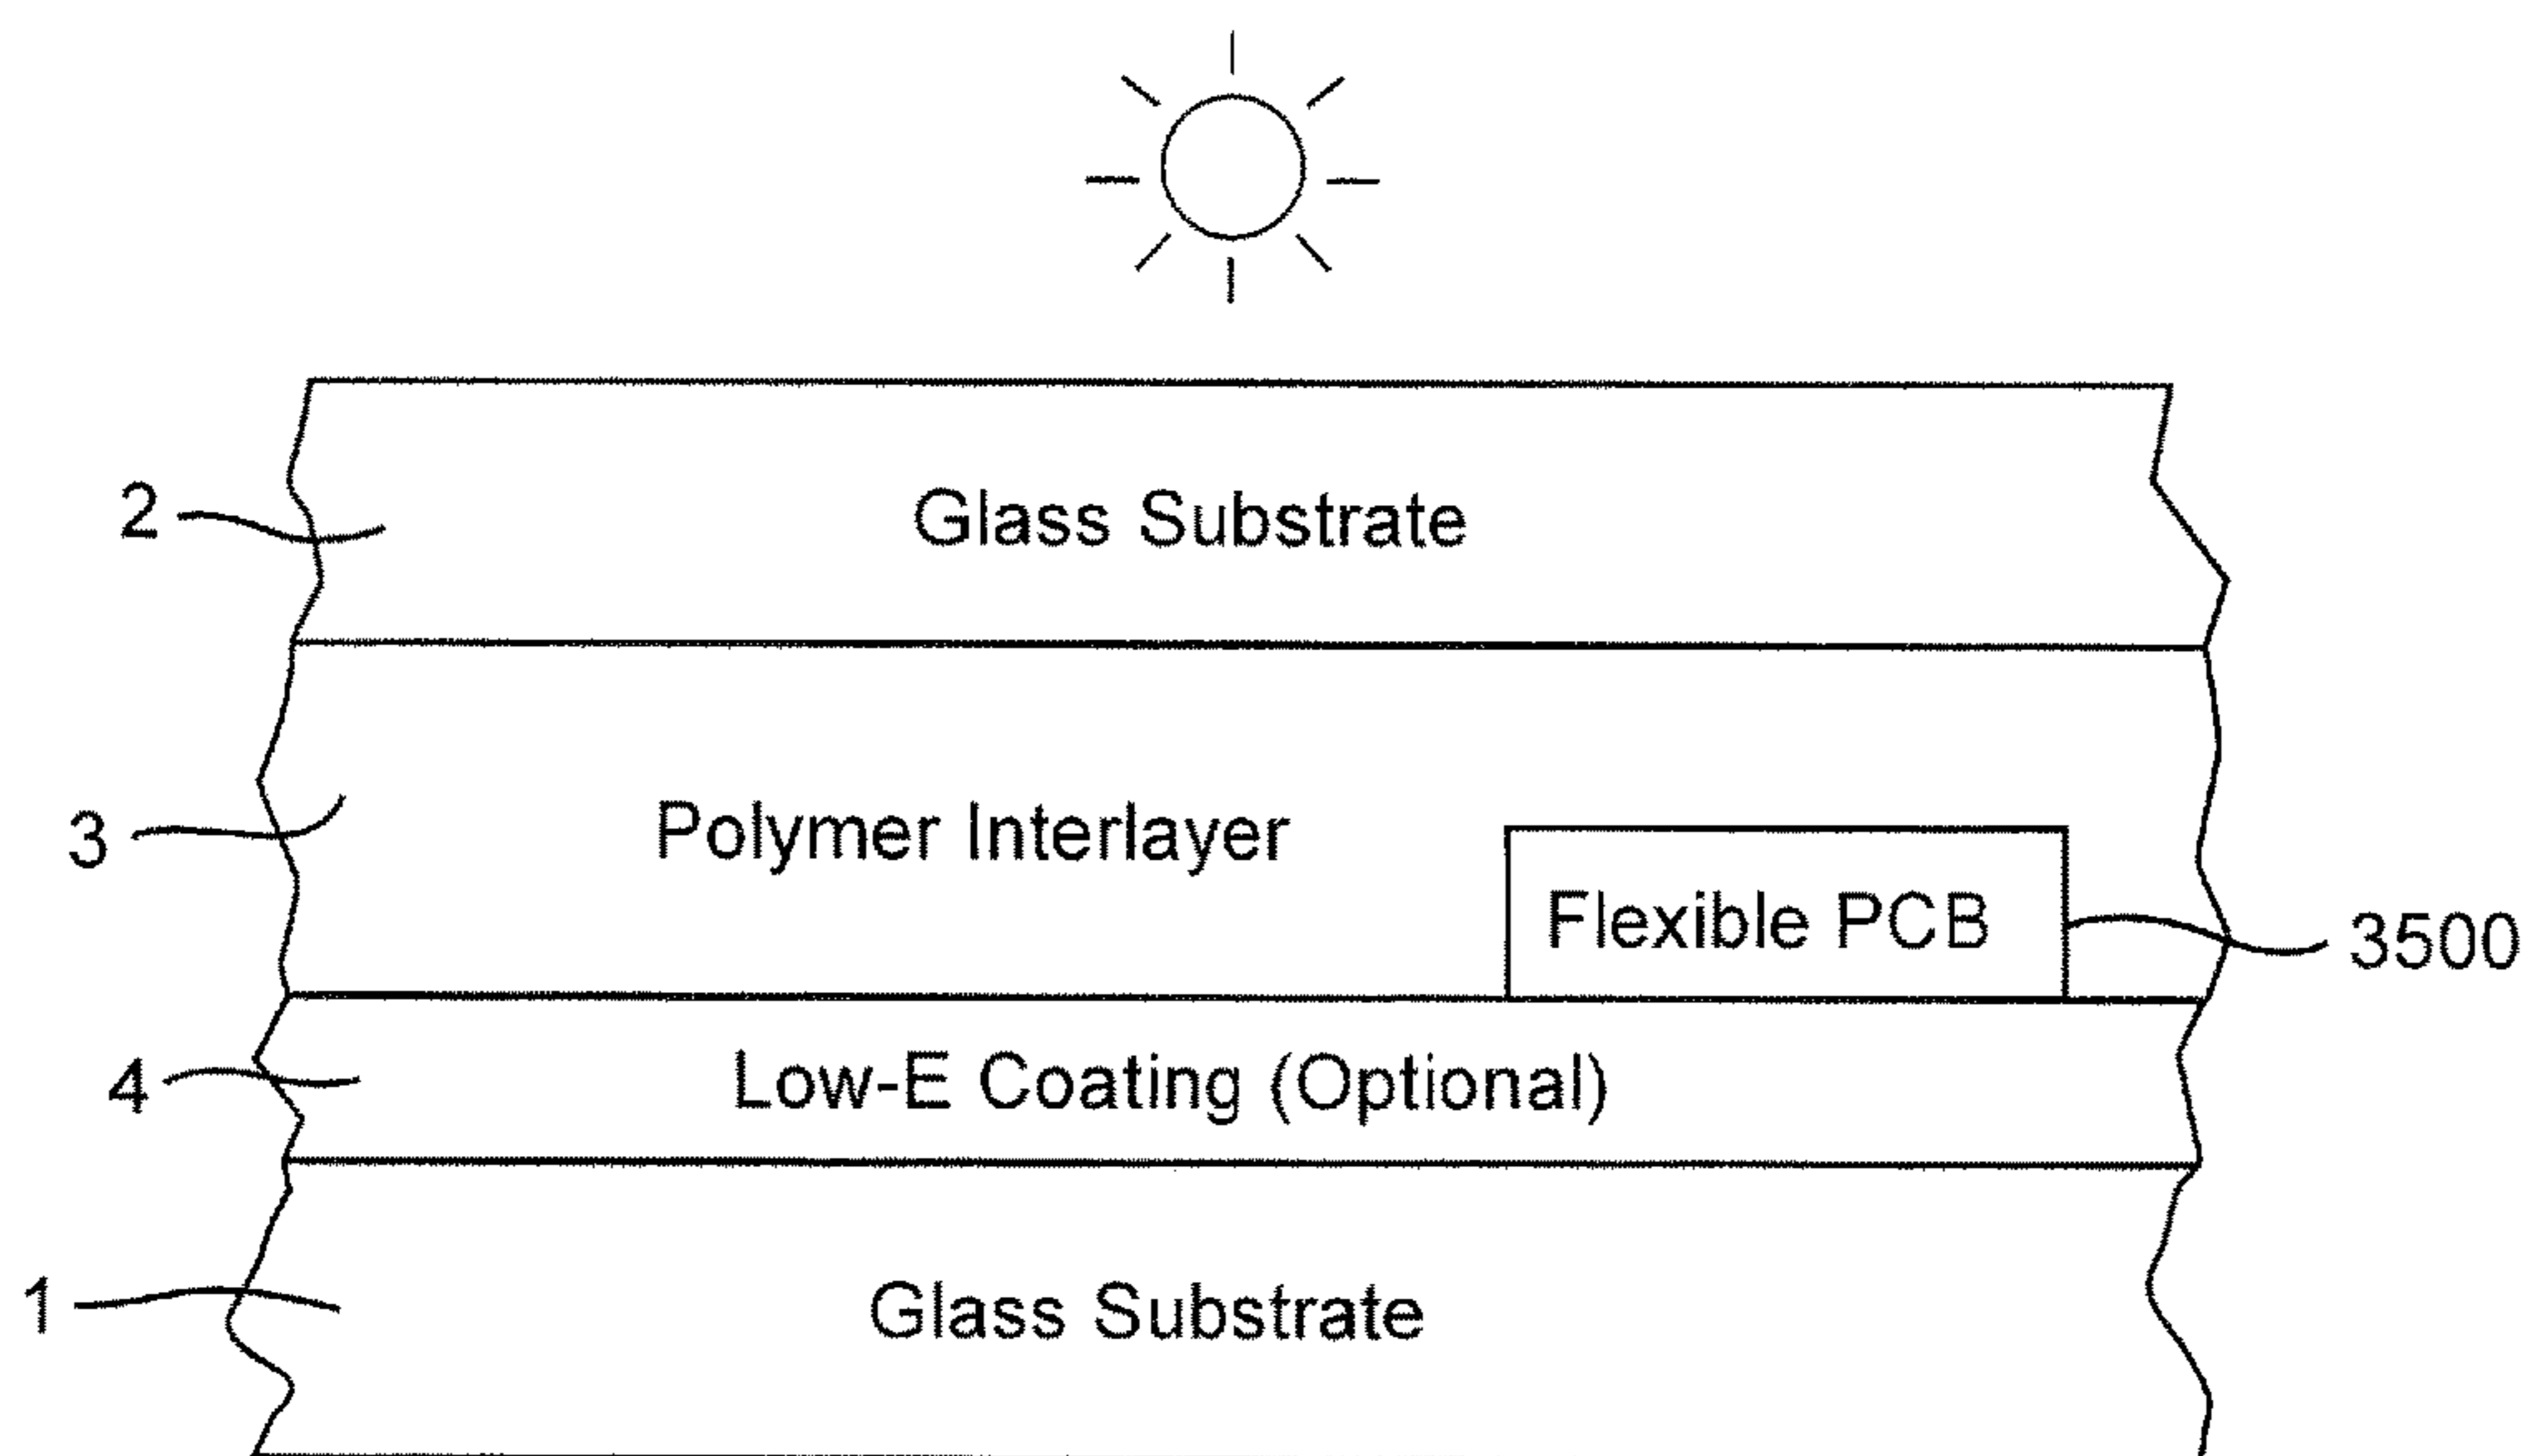 2
Glass Substrate
3
Polymer Interlayer
Flexible PCB
3500
4
Low-E Coating (Optional)
1
Glass Substrate